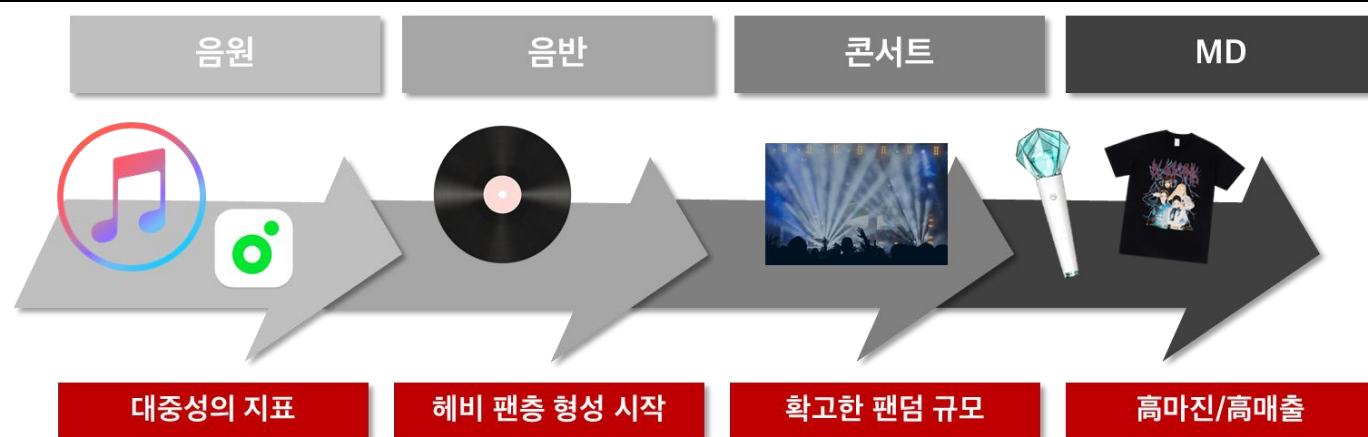 음원
음반
콘서트
MD
대중성의 지표
헤비 팬층 형성 시작
확고한 팬덤 규모
高마진/高매출